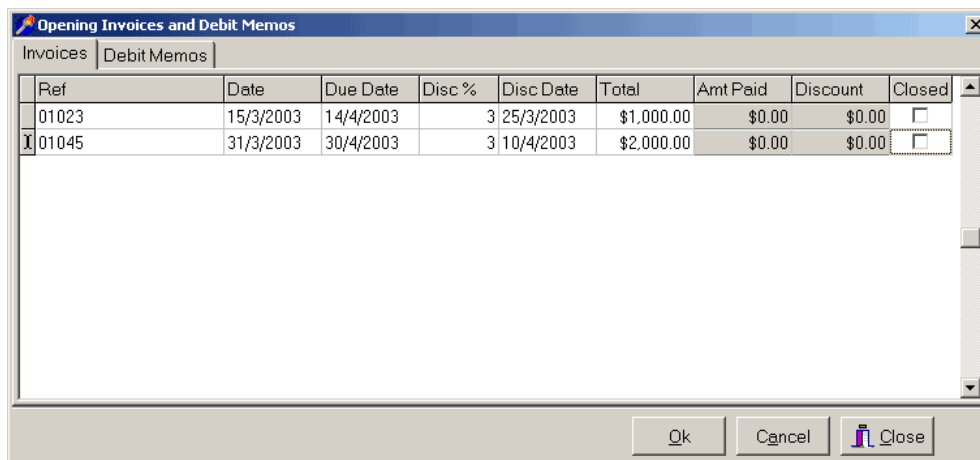 Opening Invoices and Debit Memos
Invoices Debit Memos
Ref Date Due Date Disc % Disc Date Total Amt Paid Discount Closed
01023 15/3/2003 14/4/2003 3 25/3/2003 $1,000.00 $0.00 $0.00
01045 31/3/2003 30/4/2003 3 10/4/2003 $2,000.00 $0.00 $0.00
Ok Cancel Close